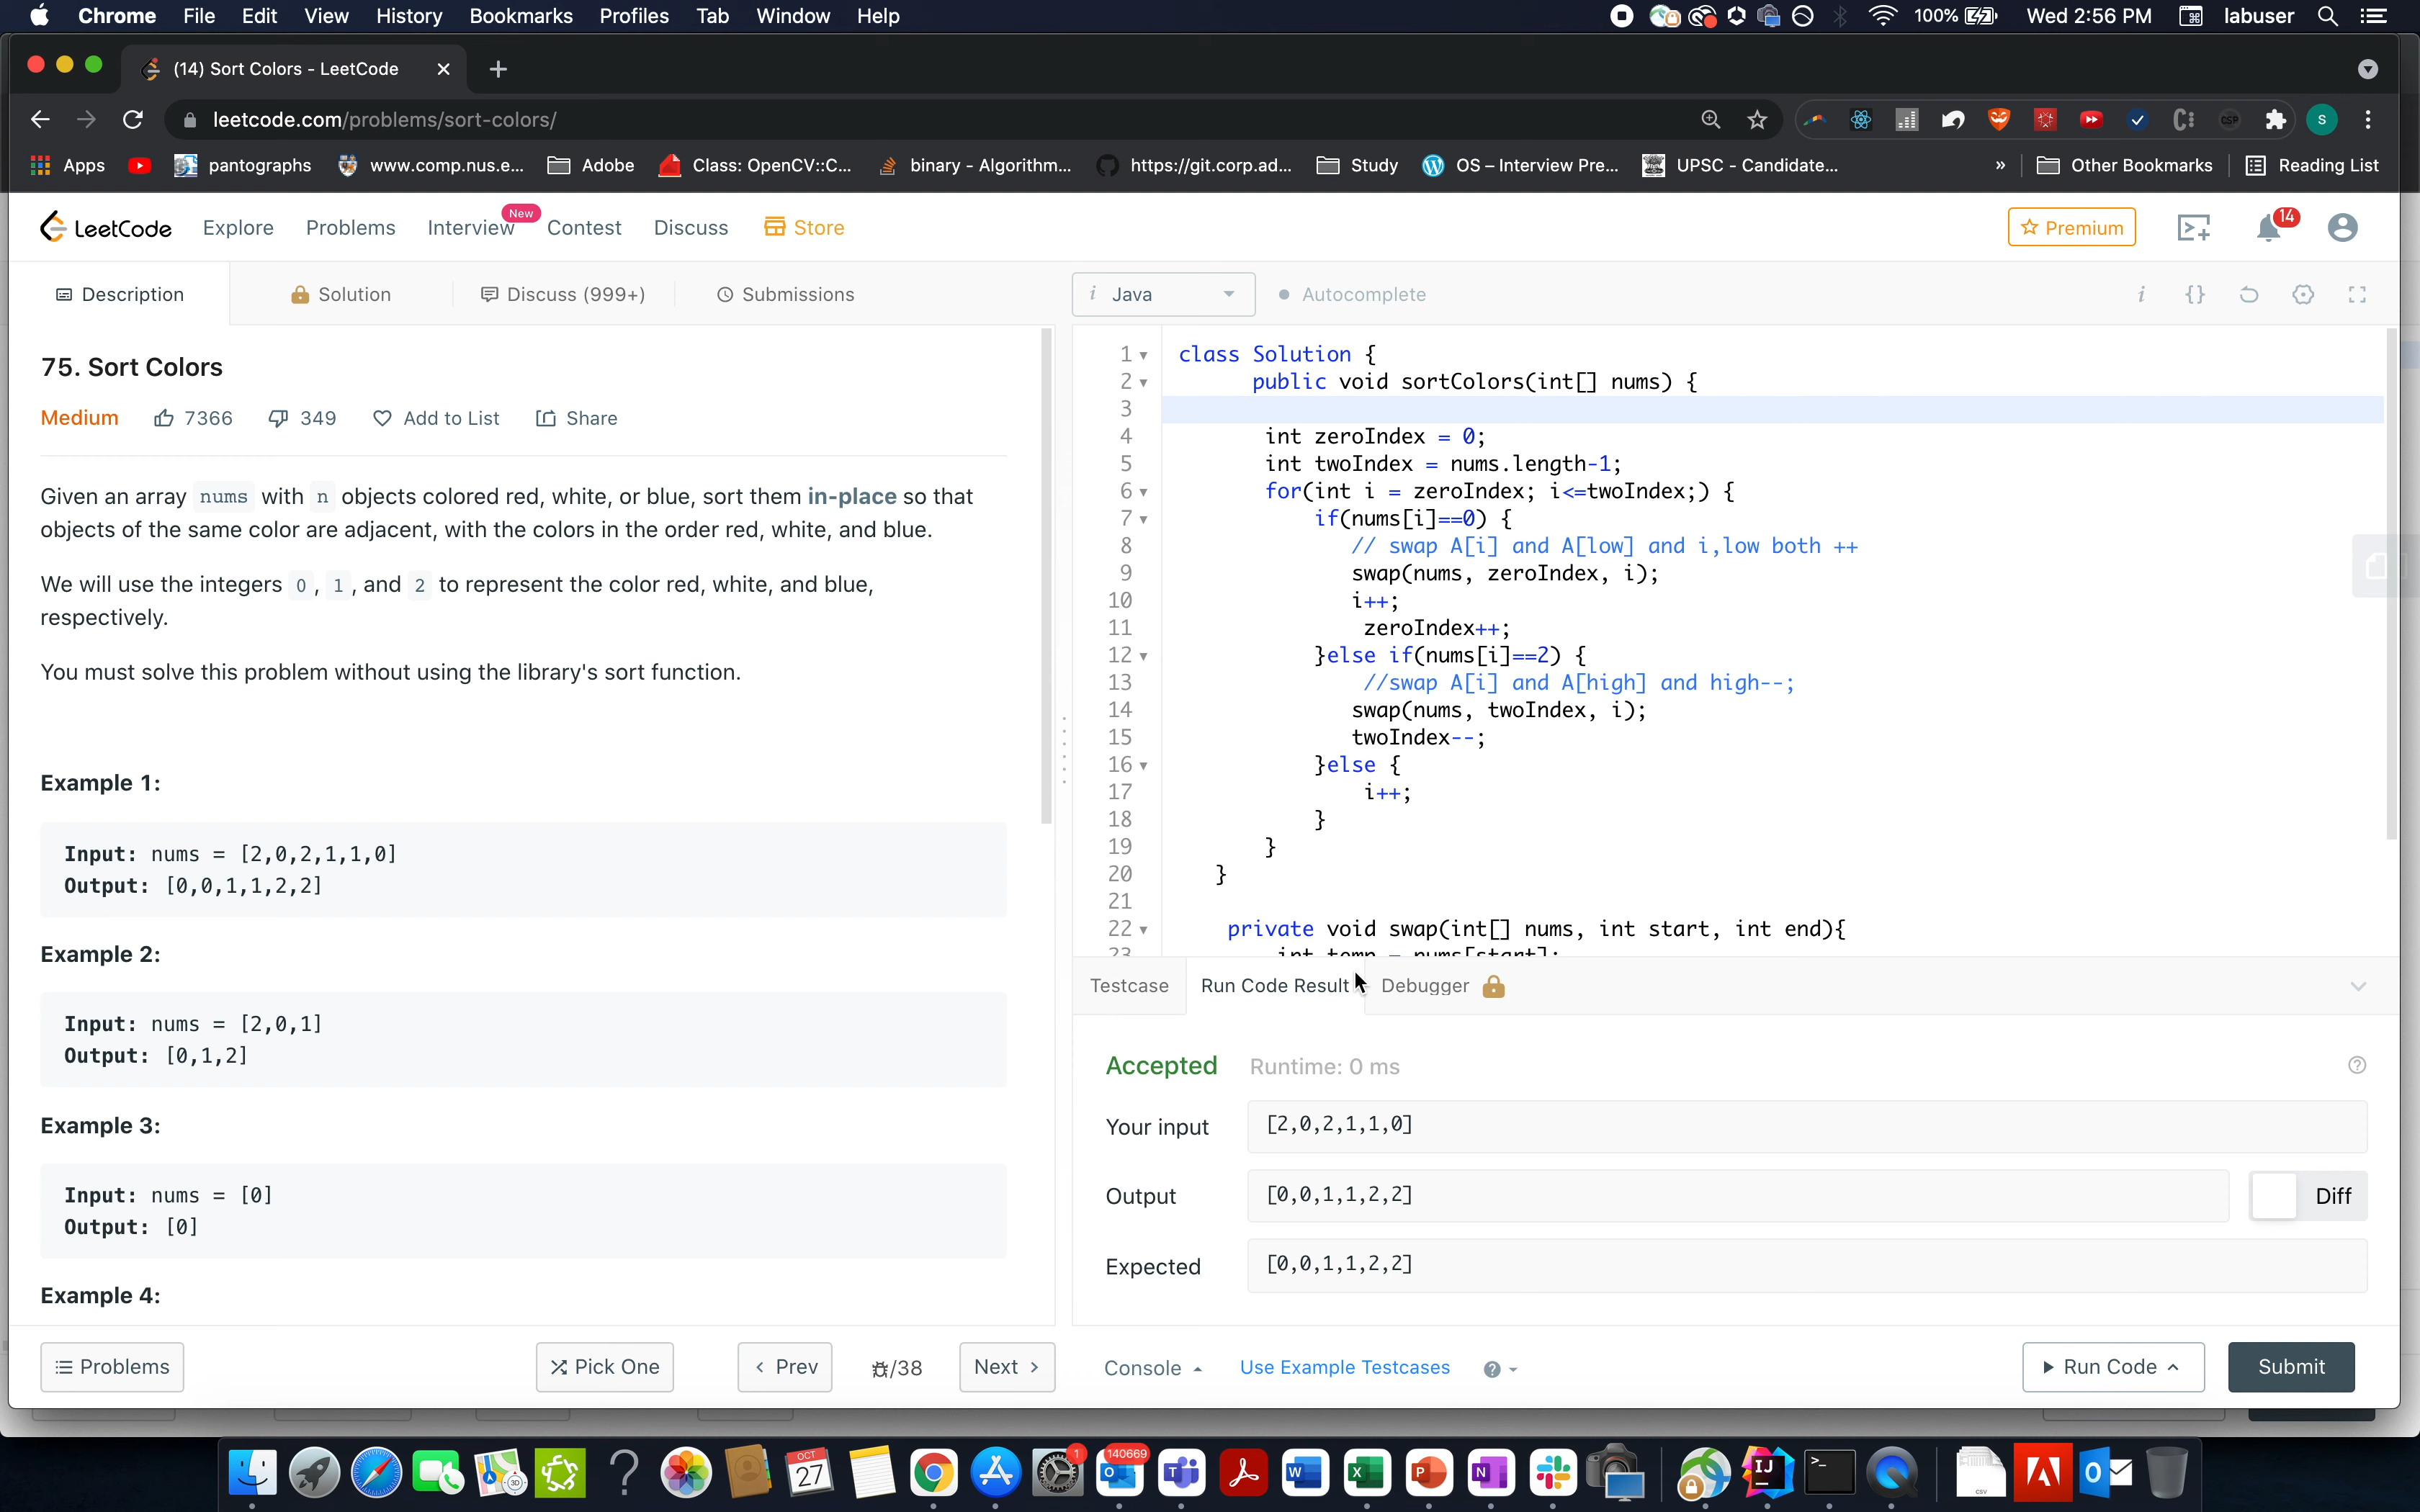 Chrome File Edit View History Bookmarks Profiles Tab Window Help
100% Wed 2:56 PM labuser
(14) Sort Colors - LeetCode
leetcode.com/problems/sort-colors/
CSP S
Apps pantographs www.comp.nus.e... Adobe Class: OpenCV::C... binary - Algorithm... https://git.corp.ad... Study OS – Interview Pre... UPSC - Candidate... » Other Bookmarks Reading List
LeetCode Explore Problems Interview New Contest Discuss Store Premium 14
Description Solution Discuss (999+) Submissions
i Java Autocomplete i {}
75. Sort Colors
Medium 7366 349 Add to List Share
Given an array nums with n objects colored red, white, or blue, sort them in-place so that
objects of the same color are adjacent, with the colors in the order red, white, and blue.
We will use the integers 0 , 1 , and 2 to represent the color red, white, and blue,
respectively.
You must solve this problem without using the library's sort function.
Example 1:
Input: nums = [2,0,2,1,1,0]
Output: [0,0,1,1,2,2]
Example 2:
Input: nums = [2,0,1]
Output: [0,1,2]
Example 3:
Input: nums = [0]
Output: [0]
Example 4:
1 class Solution {
2 public void sortColors(int[] nums) {
3
4 int zeroIndex = 0;
5 int twoIndex = nums.length-1;
6 for(int i = zeroIndex; i<=twoIndex;) {
7 if(nums[i]==0) {
8 // swap A[i] and A[low] and i,low both ++
9 swap(nums, zeroIndex, i);
10 i++;
11 zeroIndex++;
12 }else if(nums[i]==2) {
13 //swap A[i] and A[high] and high--;
14 swap(nums, twoIndex, i);
15 twoIndex--;
16 }else {
17 i++;
18 }
19 }
20 }
21
22 private void swap(int[] nums, int start, int end){
23 int temp = nums[start];
Testcase Run Code Result Debugger
Accepted Runtime: 0 ms
Your input [2,0,2,1,1,0]
Output [0,0,1,1,2,2] Diff
Expected [0,0,1,1,2,2]
Problems Pick One < Prev /38 Next > Console Use Example Testcases Run Code Submit
OCT 27 3D 1 140669 W X P N IJ >_ csv